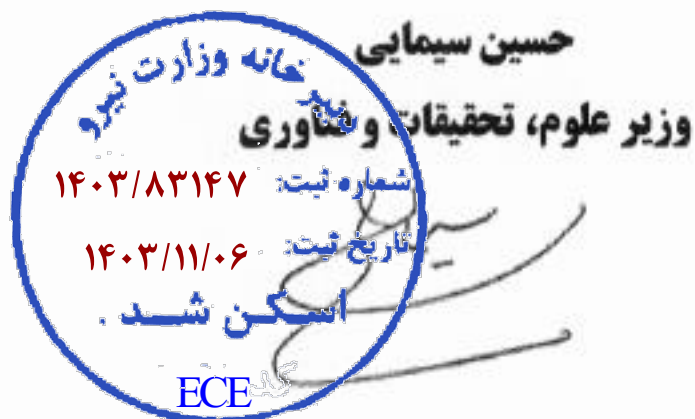 حسین سیمایی
وزیر علوم، تحقیقات و فناوری
دبیرخانه وزارت نیرو
شماره ثبت: ۱۴۰۳/۸۳۱۴۷
تاریخ ثبت: ۱۴۰۳/۱۱/۰۶
اسکن شد .
ECE